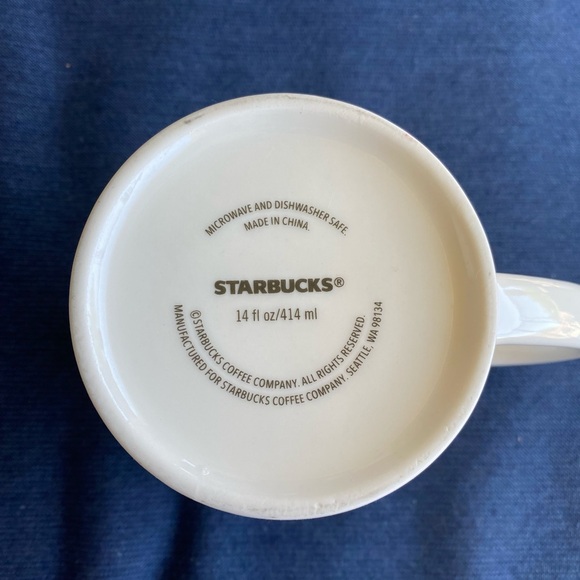 MICROWAVE AND DISHWASHER SAFE.
MADE IN CHINA.
STARBUCKS®
14 fl oz/414 ml
©STARBUCKS COFFEE COMPANY. ALL RIGHTS RESERVED.
MANUFACTURED FOR STARBUCKS COFFEE COMPANY, SEATTLE, WA 98134